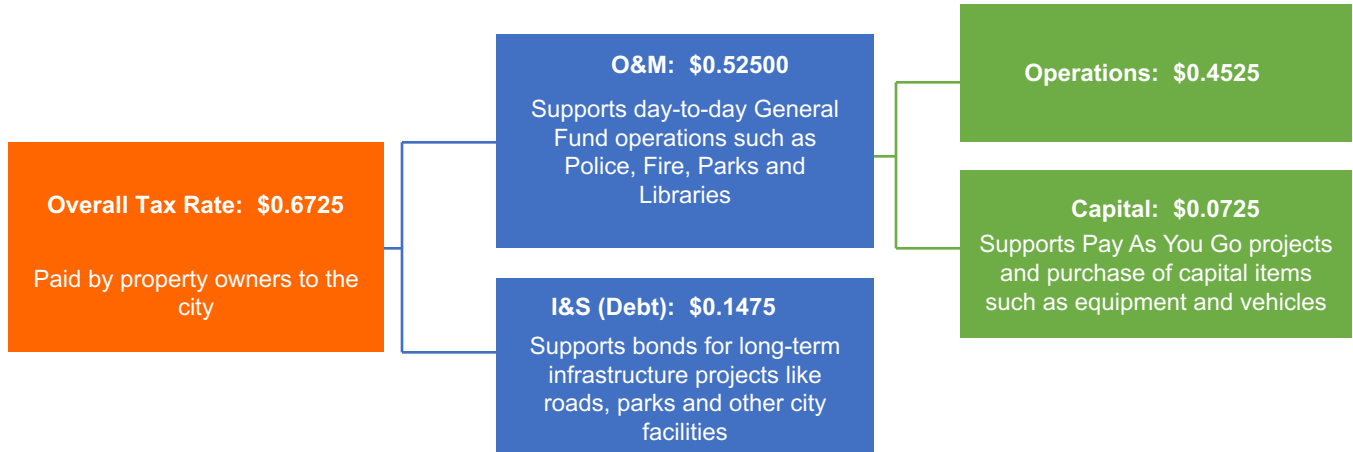 Overall Tax Rate: $0.6725
Paid by property owners to the
city
O&M: $0.52500
Supports day-to-day General
Fund operations such as
Police, Fire, Parks and
Libraries
I&S (Debt): $0.1475
Supports bonds for long-term
infrastructure projects like
roads, parks and other city
facilities
Operations: $0.4525
Capital: $0.0725
Supports Pay As You Go projects
and purchase of capital items
such as equipment and vehicles